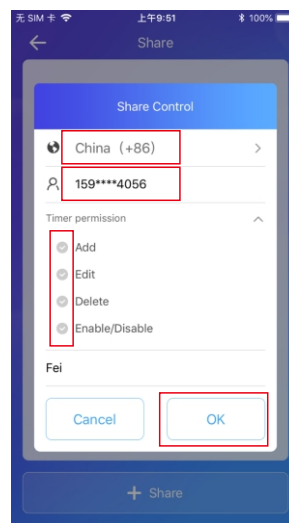 无 SIM 卡 上午9:51 100%
Share
Share Control
China（+86）
159****4056
Timer permission
Add
Edit
Delete
Enable/Disable
Fei
Cancel OK
+ Share